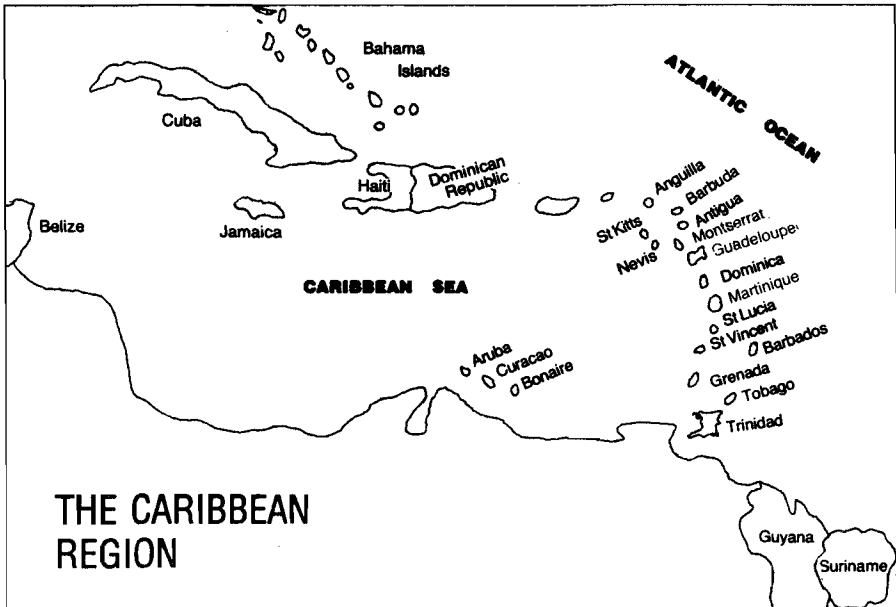 Bahama
Islands
ATLANTIC OCEAN
Cuba
Haiti
Dominican
Republic
Anguilla
Barbuda
Antigua
St Kitts
Montserrat
Nevis
Guadeloupe
Belize
Jamaica
CARIBBEAN SEA
Dominica
Martinique
St Lucia
St Vincent
Barbados
Aruba
Curacao
Bonaire
Grenada
Tobago
Trinidad
THE CARIBBEAN
REGION
Guyana
Suriname